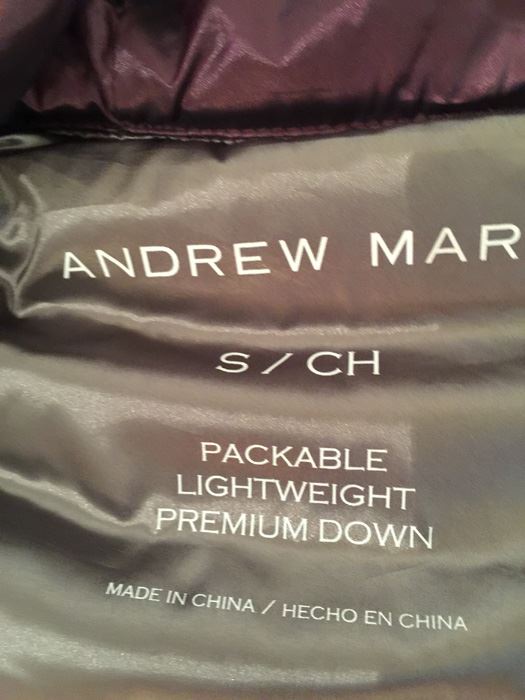 ANDREW MAR
S / CH
PACKABLE
LIGHTWEIGHT
PREMIUM DOWN
MADE IN CHINA / HECHO EN CHINA